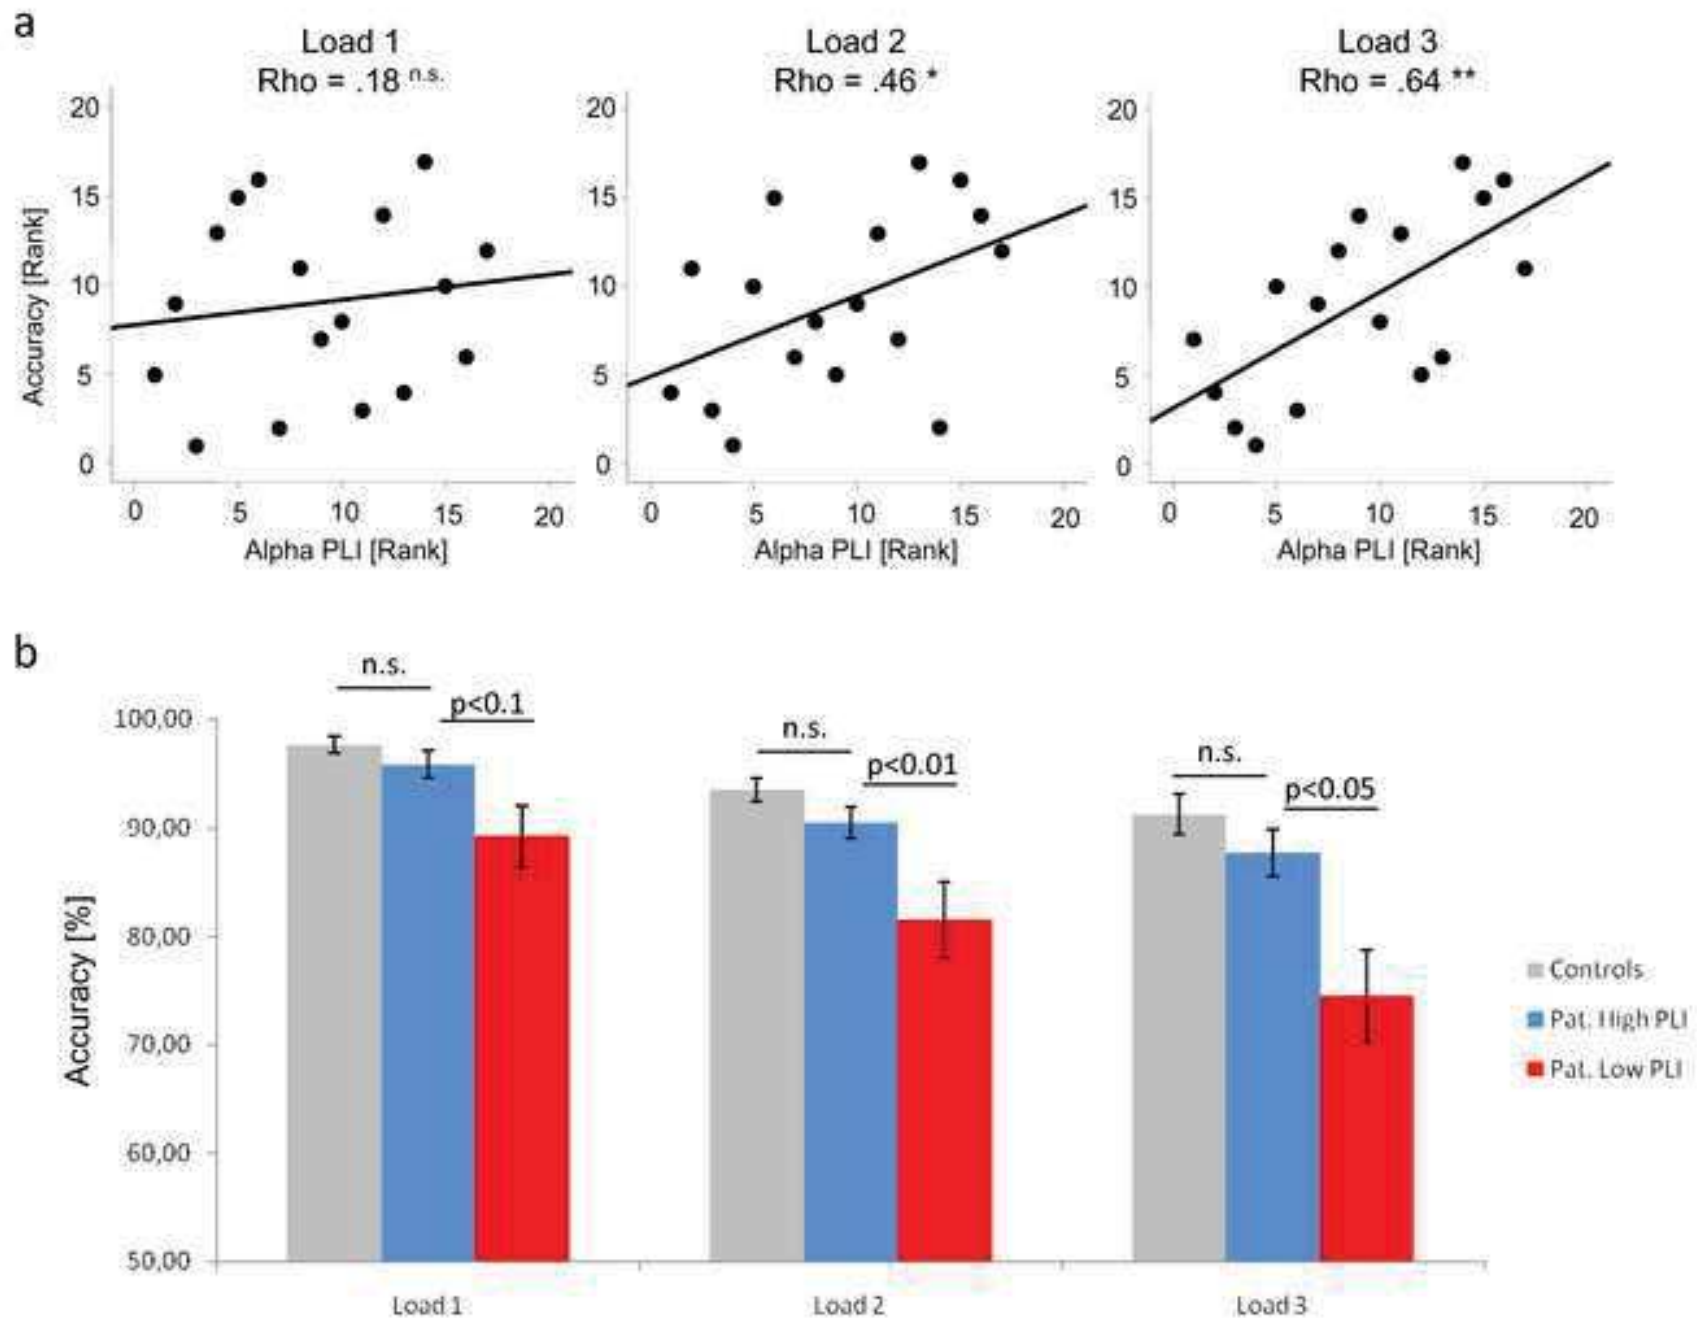 a
Load 1
Rho = .18 n.s.
Load 2
Rho = .46 *
Load 3
Rho = .64 **
Accuracy [Rank]
20
15
10
5
0
0 5 10 15 20
Alpha PLI [Rank]
20
15
10
5
0
0 5 10 15 20
Alpha PLI [Rank]
20
15
10
5
0
0 5 10 15 20
Alpha PLI [Rank]
b
Accuracy [%]
100,00
90,00
80,00
70,00
60,00
50,00
n.s.
p<0.1
n.s.
p<0.01
n.s.
p<0.05
Load 1
Load 2
Load 3
Controls
Pat. High PLI
Pat. Low PLI